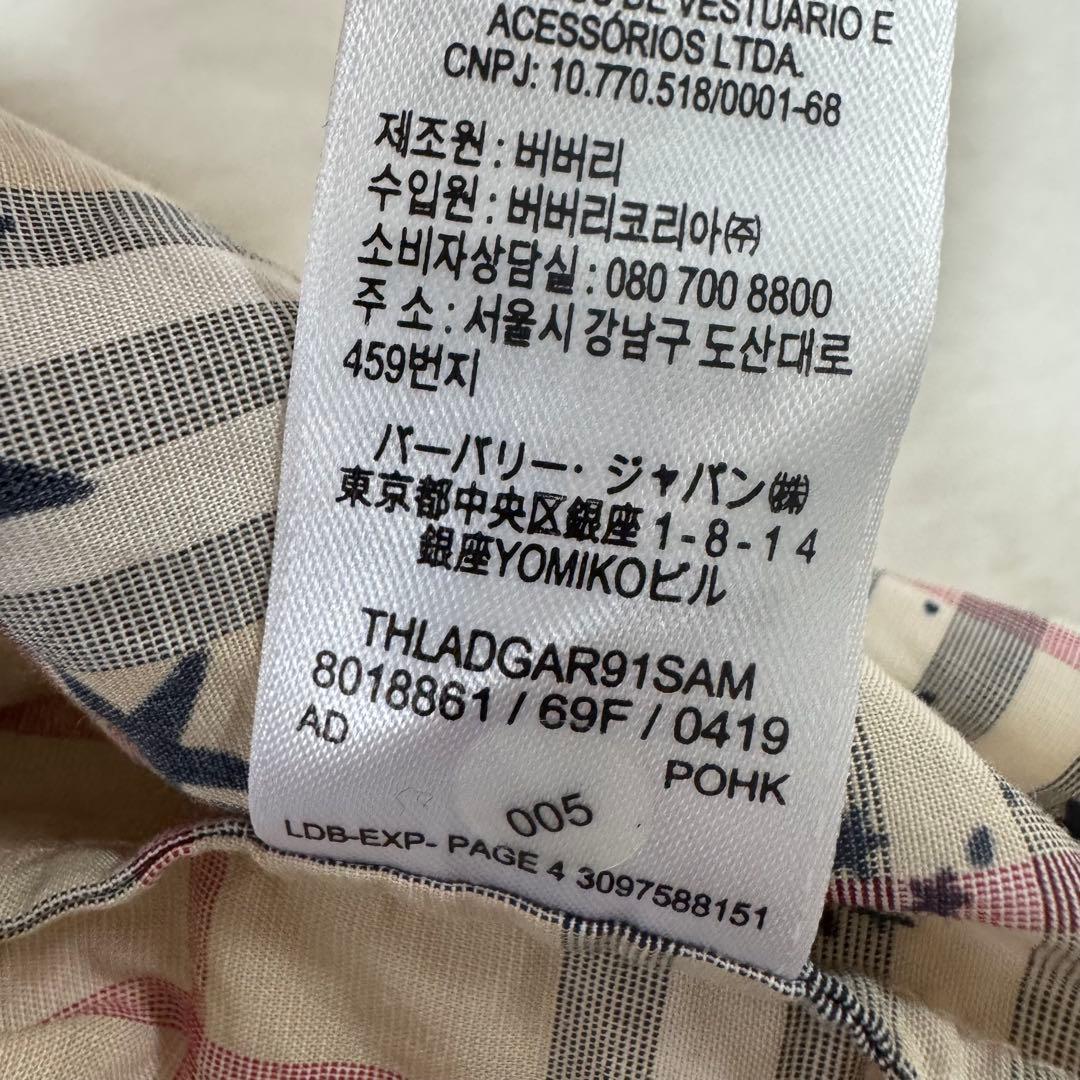 DE VESTUÁRIO E
ACESSÓRIOS LTDA.
CNPJ: 10.770.518/0001-68
제조원 : 버버리
수입원 : 버버리코리아㈜
소비자상담실 : 080 700 8800
주 소 : 서울시 강남구 도산대로
459번지
バーバリー・ジャパン㈱
東京都中央区銀座 1-8-14
銀座YOMIKOビル
THLADGAR91SAM
8018861 / 69F / 0419
AD
POHK
005
LDB-EXP- PAGE 4 3097588151